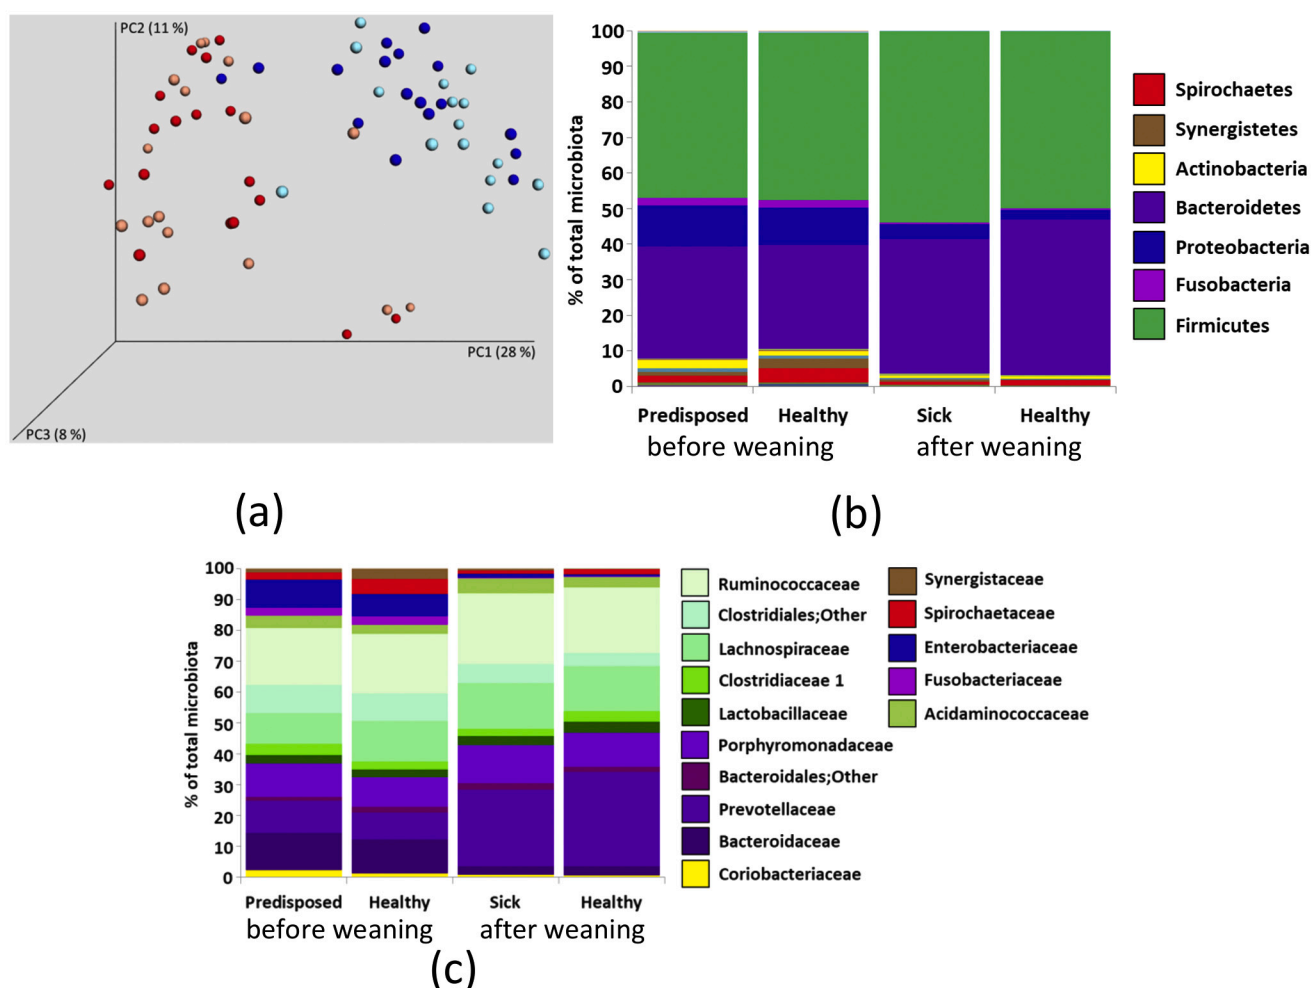 PC2 (11 %)
PC1 (28 %)
PC3 (8 %)
(a)
% of total microbiota
100
90
80
70
60
50
40
30
20
10
0
Predisposed
Healthy
Sick
Healthy
before weaning
after weaning
Spirochaetes
Synergistetes
Actinobacteria
Bacteroidetes
Proteobacteria
Fusobacteria
Firmicutes
(b)
% of total microbiota
100
90
80
70
60
50
40
30
20
10
0
Predisposed
Healthy
Sick
Healthy
before weaning
after weaning
Ruminococcaceae
Clostridiales;Other
Lachnospiraceae
Clostridiaceae 1
Lactobacillaceae
Porphyromonadaceae
Bacteroidales;Other
Prevotellaceae
Bacteroidaceae
Coriobacteriaceae
Synergistaceae
Spirochaetaceae
Enterobacteriaceae
Fusobacteriaceae
Acidaminococcaceae
(c)